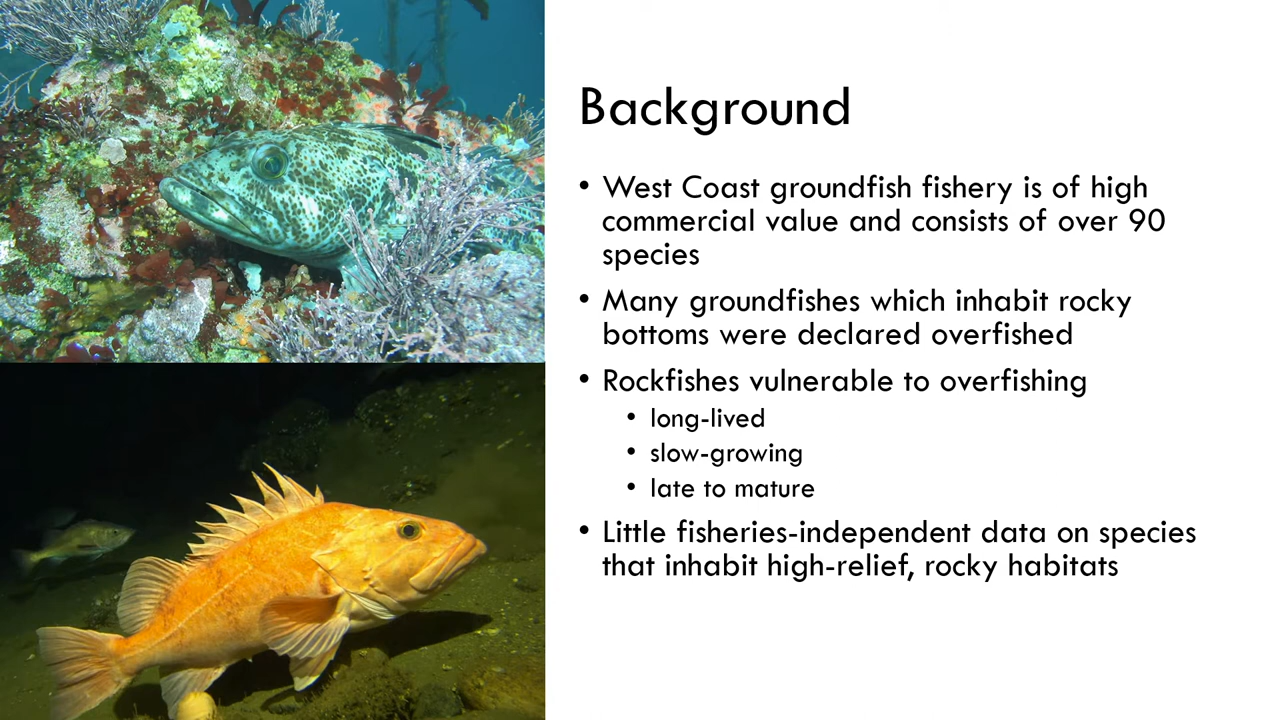 Background
• West Coast groundfish fishery is of high
commercial value and consists of over 90
species
• Many groundfishes which inhabit rocky
bottoms were declared overfished
• Rockfishes vulnerable to overfishing
• long-lived
• slow-growing
• late to mature
• Little fisheries-independent data on species
that inhabit high-relief, rocky habitats